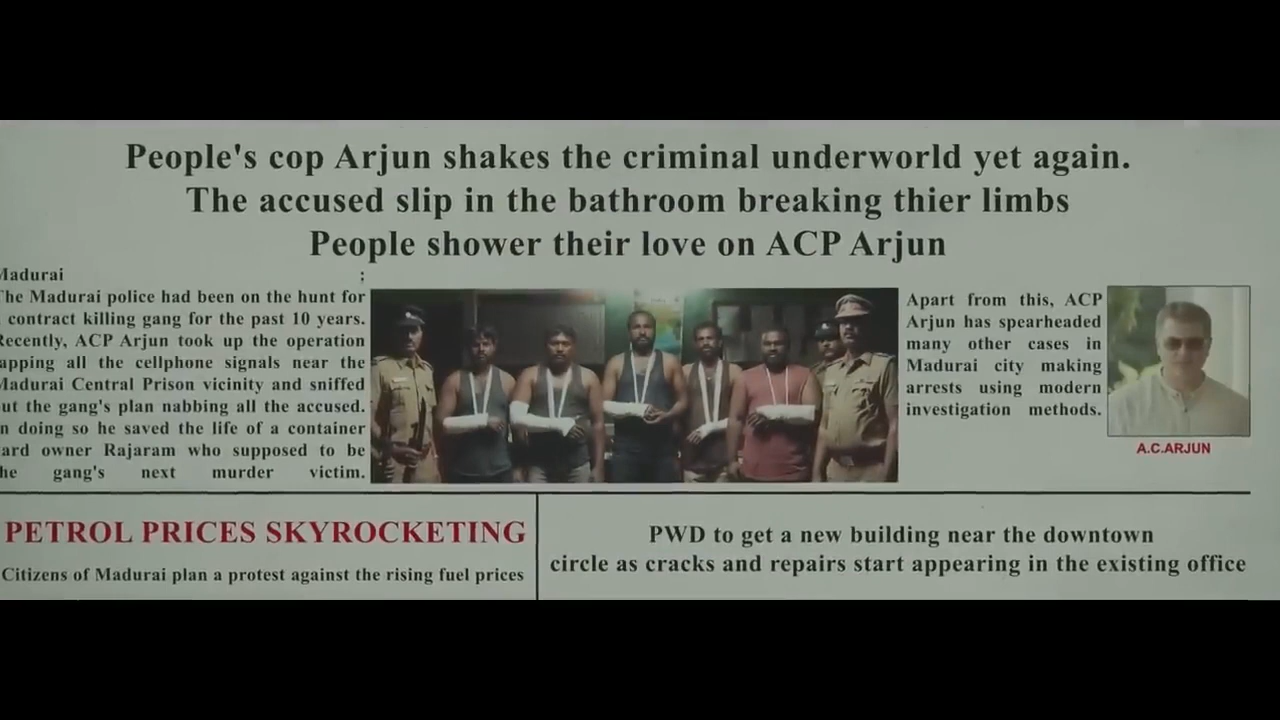 People's cop Arjun shakes the criminal underworld yet again.
The accused slip in the bathroom breaking thier limbs
People shower their love on ACP Arjun
Madurai :
The Madurai police had been on the hunt for
contract killing gang for the past 10 years.
Recently, ACP Arjun took up the operation
apping all the cellphone signals near the
Madurai Central Prison vicinity and sniffed
ut the gang's plan nabbing all the accused.
n doing so he saved the life of a container
ard owner Rajaram who supposed to be
he gang's next murder victim.
Apart from this, ACP
Arjun has spearheaded
many other cases in
Madurai city making
arrests using modern
investigation methods.
A.C.ARJUN
PETROL PRICES SKYROCKETING
Citizens of Madurai plan a protest against the rising fuel prices
PWD to get a new building near the downtown
circle as cracks and repairs start appearing in the existing office